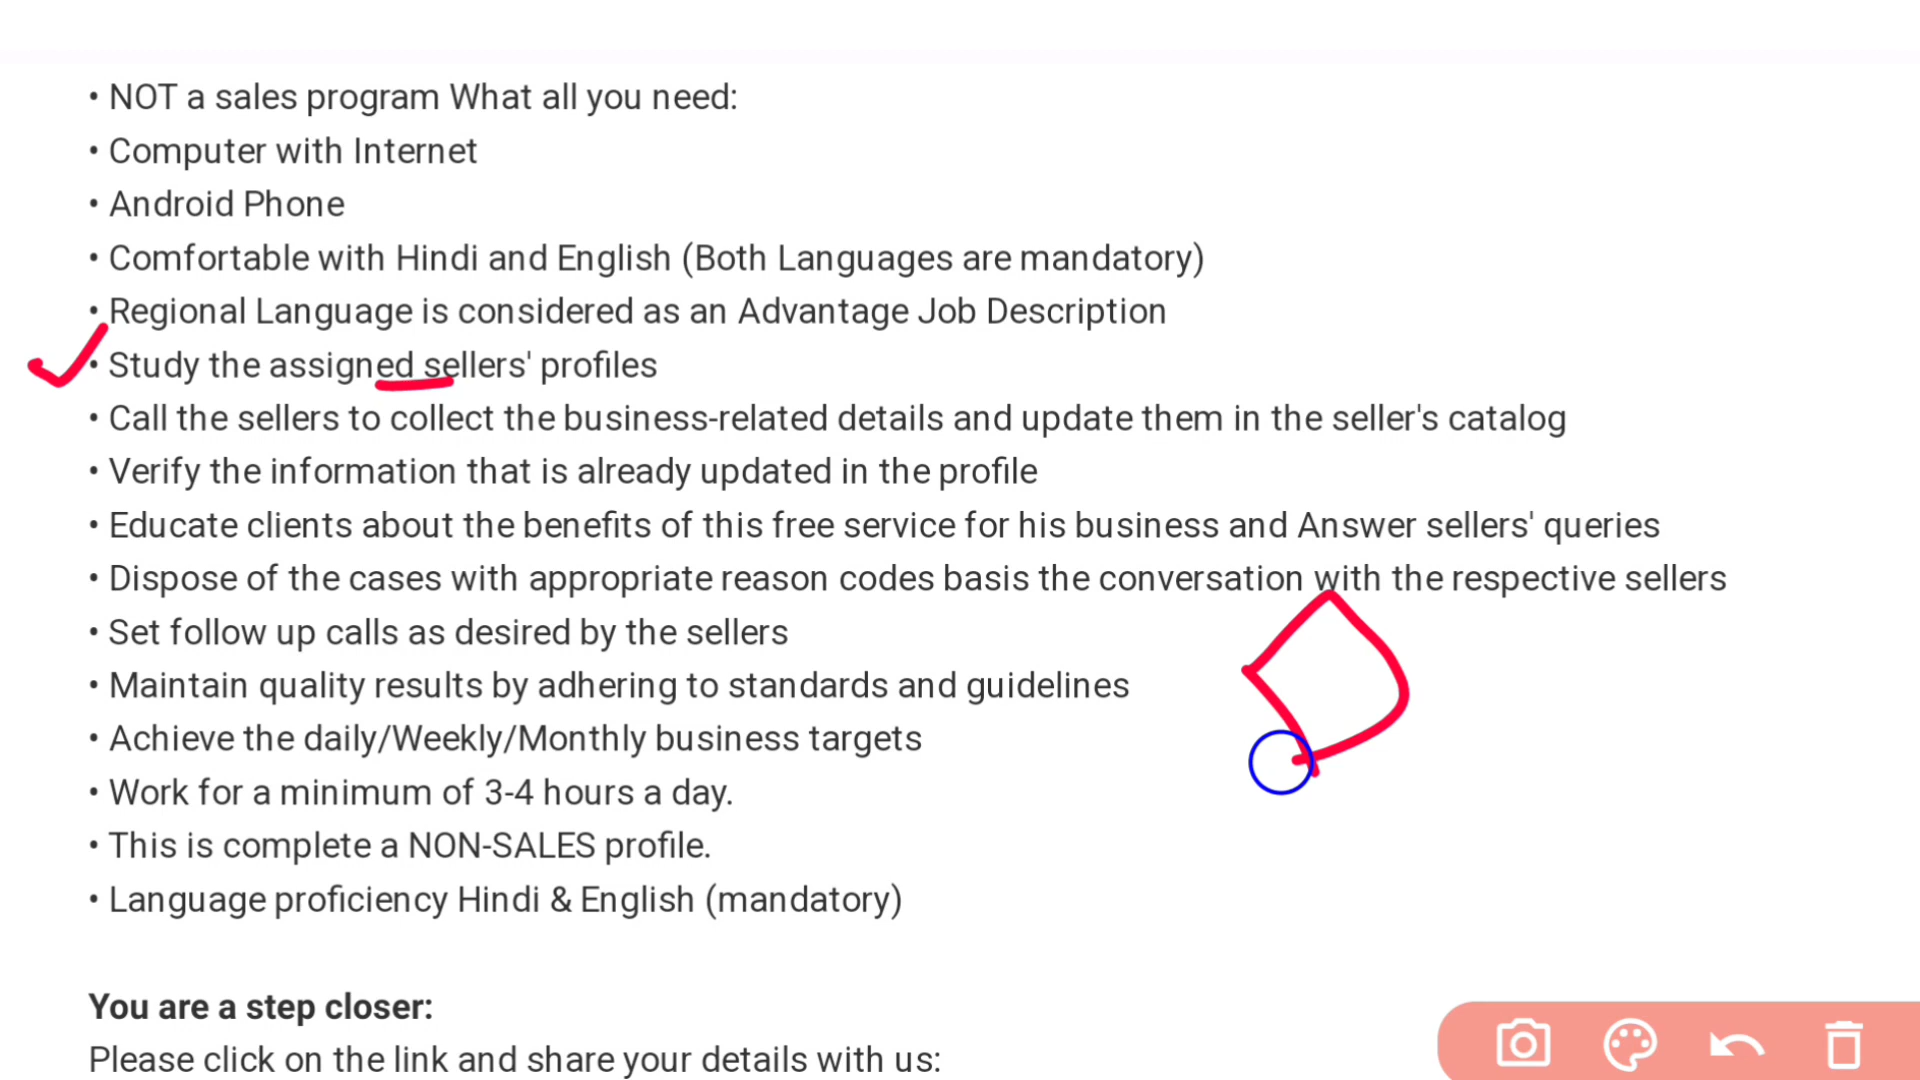 • NOT a sales program What all you need:
• Computer with Internet
• Android Phone
• Comfortable with Hindi and English (Both Languages are mandatory)
• Regional Language is considered as an Advantage Job Description
• Study the assigned sellers' profiles
• Call the sellers to collect the business-related details and update them in the seller's catalog
• Verify the information that is already updated in the profile
• Educate clients about the benefits of this free service for his business and Answer sellers' queries
• Dispose of the cases with appropriate reason codes basis the conversation with the respective sellers
• Set follow up calls as desired by the sellers
• Maintain quality results by adhering to standards and guidelines
• Achieve the daily/Weekly/Monthly business targets
• Work for a minimum of 3-4 hours a day.
• This is complete a NON-SALES profile.
• Language proficiency Hindi & English (mandatory)
You are a step closer:
Please click on the link and share your details with us: